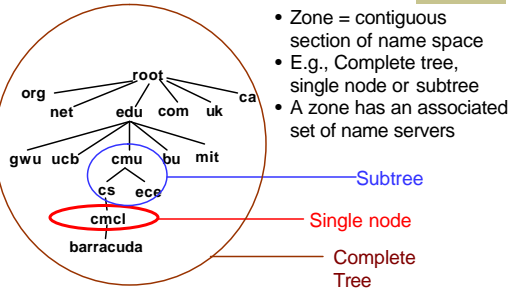 • Zone = contiguous
section of name space
• E.g., Complete tree,
single node or subtree
• A zone has an associated
set of name servers
root
org net edu com uk ca
gwu ucb cmu bu mit
cs ece
cmcl
barracuda
Subtree
Single node
Complete
Tree